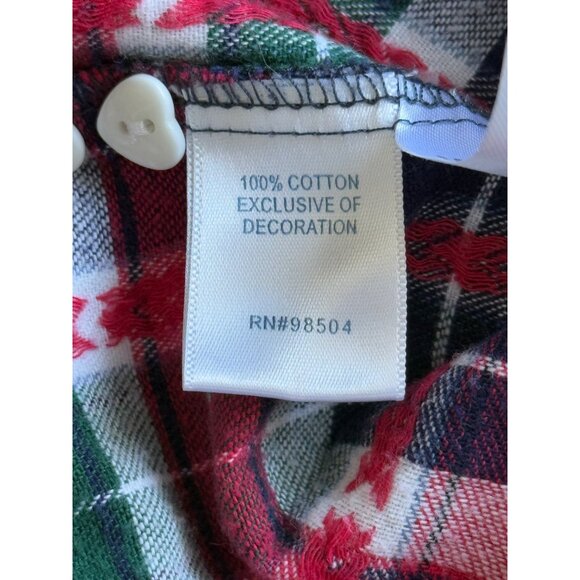 100% COTTON
EXCLUSIVE OF
DECORATION
RN#98504